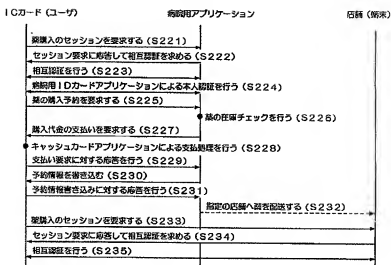 ICカード（ユーザ）
病院用アプリケーション
店舗（端末）
薬購入のセッションを要求する（S221）
セッション要求に応答して相互認証を求める（S222）
相互認証を行う（S223）
病院用IDカードアプリケーションによる本人認証を行う（S224）
薬の購入予約を要求する（S225）
薬の在庫チェックを行う（S226）
購入代金の支払いを要求する（S227）
キャッシュカードアプリケーションによる支払処理を行う（S228）
支払い要求に対する応答を行う（S229）
予約情報を書き込む（S230）
予約情報書き込みに対する応答を行う（S231）
指定の店舗へ薬を配送する（S232）
薬購入のセッションを要求する（S233）
セッション要求に応答して相互認証を求める（S234）
相互認証を行う（S235）